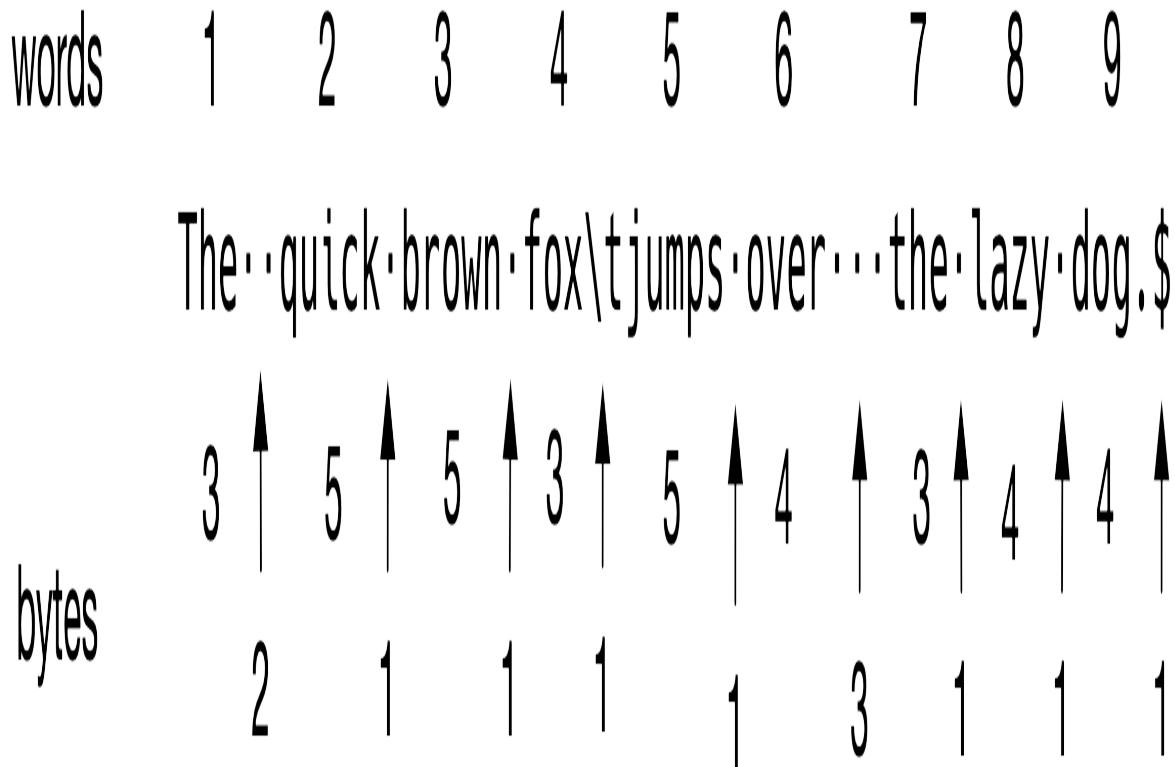 words 1 2 3 4 5 6 7 8 9
The··quick·brown·fox\tjumps·over···the·lazy·dog.$
3 5 5 3 5 4 3 4 4
bytes
2 1 1 1 1 3 1 1 1